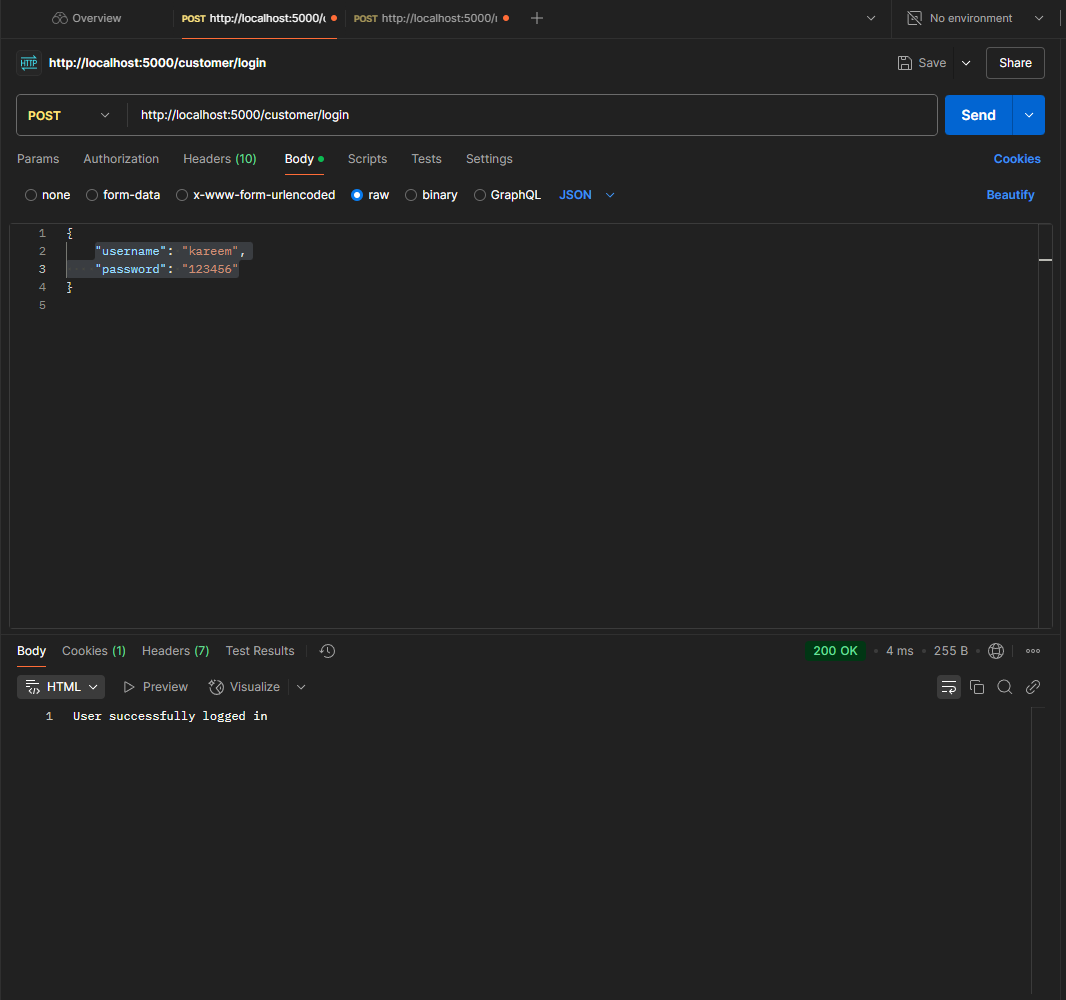 Overview
POST http://localhost:5000/
POST http://localhost:5000/
No environment
HTTP http://localhost:5000/customer/login
Save
Share
POST
http://localhost:5000/customer/login
Send
Params Authorization Headers (10) Body Scripts Tests Settings Cookies
none form-data x-www-form-urlencoded raw binary GraphQL JSON Beautify
1 {
2 "username": "kareem",
3 "password": "123456"
4 }
5
Body Cookies (1) Headers (7) Test Results 200 OK • 4 ms • 255 B •
HTML Preview Visualize
1 User successfully logged in